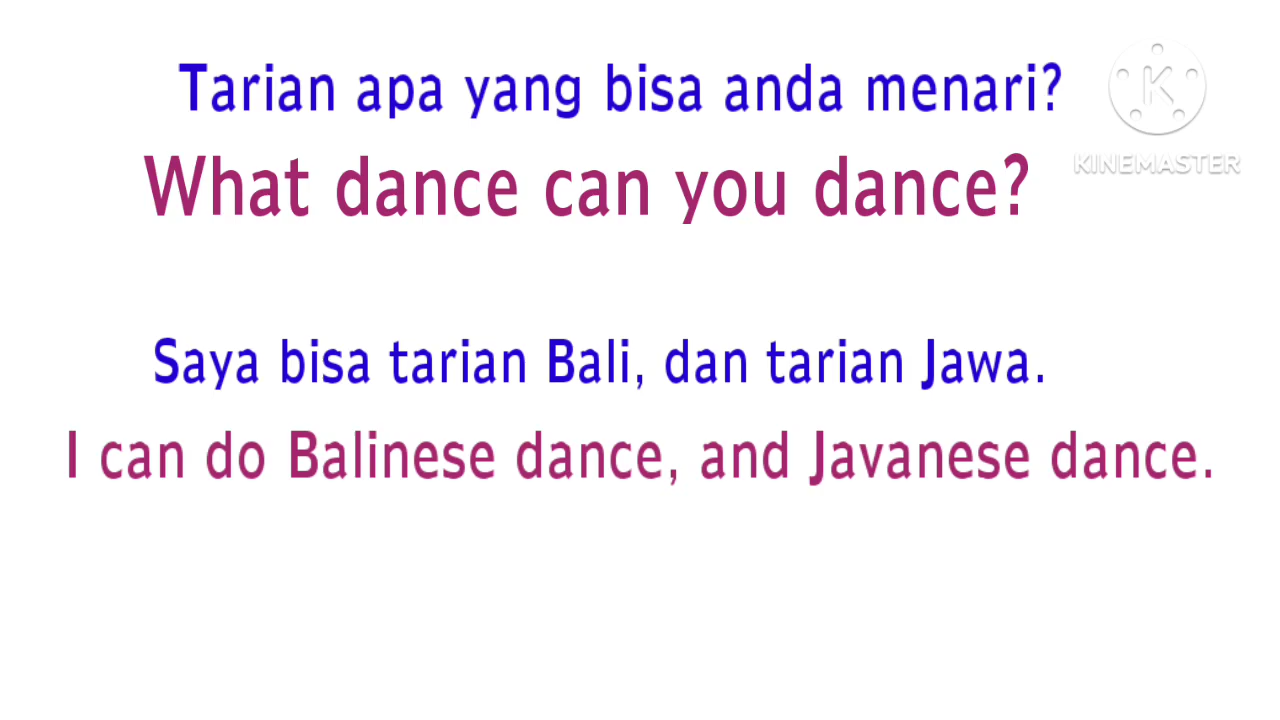 Tarian apa yang bisa anda menari?
What dance can you dance?
KINEMASTER
Saya bisa tarian Bali, dan tarian Jawa.
I can do Balinese dance, and Javanese dance.